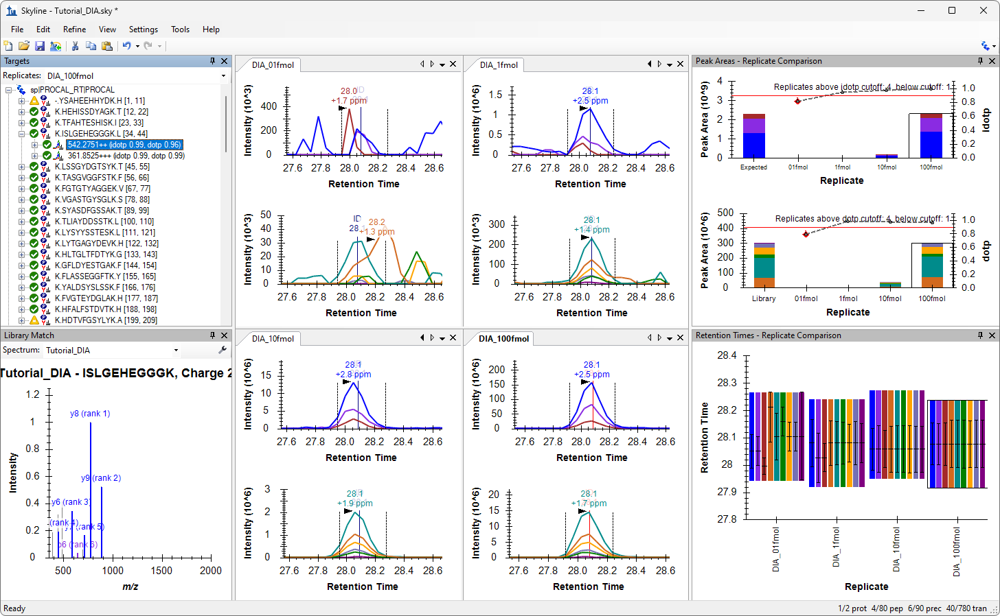 Skyline - Tutorial_DIA.sky *
File Edit Refine View Settings Tools Help
Targets
Replicates: DIA_100fmol
sp|PROCAL_RT|PROCAL
-.YSAHEEHHYDK.H [1, 11]
K.HEHISSDYAGK.T [12, 22]
K.TFAHTESHISK.I [23, 33]
K.ISLGEHEGGGK.L [34, 44]
542.2751++ (idotp 0.99, dotp 0.96)
361.8525+++ (idotp 0.99, dotp 0.99)
K.LSSGYDGTSYK.T [45, 55]
K.TASGVGGFSTK.F [56, 66]
K.FGTGTYAGGEK.V [67, 77]
K.VGASTGYSGLK.S [78, 88]
K.SYASDFGSSAK.T [89, 99]
K.TLIAYDDSSTK.L [100, 110]
K.LYSYYSSTESK.L [111, 121]
K.LYTGAGYDEVK.H [122, 132]
K.HLTGLTFDTYK.G [133, 143]
K.GFLDYESTGAK.F [144, 154]
K.FLASSEGGFTK.Y [155, 165]
K.YALDSYSLSSK.F [166, 176]
K.FVGTEYDGLAK.H [177, 187]
K.HFALFSTDVTK.H [188, 198]
K.HDTVFGSYLYK.A [199, 209]
Library Match
Spectrum: Tutorial_DIA
Tutorial_DIA - ISLGEHEGGGK, Charge 2
Intensity
1.2
1
0.8
0.6
0.4
0.2
0
y8 (rank 1)
y9 (rank 2)
y6 (rank 3)
(rank 4)
(rank 5)
b6 (rank 6)
500 1000 1500 2000
m/z
DIA_01fmol
Intensity (10^3)
400
200
0
28.0
+1.7 ppm
27.6 27.8 28.0 28.2 28.4 28.6
Retention Time
Intensity (10^3)
50
40
30
20
10
0
ID
28.1
28.2
+1.3 ppm
27.6 27.8 28.0 28.2 28.4 28.6
Retention Time
DIA_1fmol
Intensity (10^6)
1.5
1.0
0.5
0
28.1
+2.5 ppm
27.6 27.8 28.0 28.2 28.4 28.6
Retention Time
Intensity (10^3)
300
200
100
0
28.1
+1.4 ppm
27.6 27.8 28.0 28.2 28.4 28.6
Retention Time
DIA_10fmol
Intensity (10^6)
15
10
5
0
28.1
+2.8 ppm
27.6 27.8 28.0 28.2 28.4 28.6
Retention Time
Intensity (10^6)
3
2
1
0
28.1
+1.9 ppm
27.6 27.8 28.0 28.2 28.4 28.6
Retention Time
DIA_100fmol
Intensity (10^6)
200
150
100
50
0
28.1
+2.5 ppm
27.6 27.8 28.0 28.2 28.4 28.6
Retention Time
Intensity (10^6)
20
15
10
5
0
28.1
+1.7 ppm
27.6 27.8 28.0 28.2 28.4 28.6
Retention Time
Peak Areas - Replicate Comparison
Replicates above idotp cutoff: 4, below cutoff: 1
Peak Area (10^9)
4
3
2
1
0
1.0
0.8
0.6
0.4
0.2
0.0
idotp
Expected 01fmol 1fmol 10fmol 100fmol
Replicate
Replicates above dotp cutoff: 4, below cutoff: 1
Peak Area (10^6)
500
400
300
200
100
0
1.0
0.8
0.6
0.4
0.2
0.0
dotp
Library 01fmol 1fmol 10fmol 100fmol
Replicate
Retention Times - Replicate Comparison
Retention Time
28.4
28.3
28.2
28.1
28
27.9
27.8
DIA_01fmol DIA_1fmol DIA_10fmol DIA_100fmol
Replicate
Ready
1/2 prot 4/80 pep 6/90 prec 40/780 tran